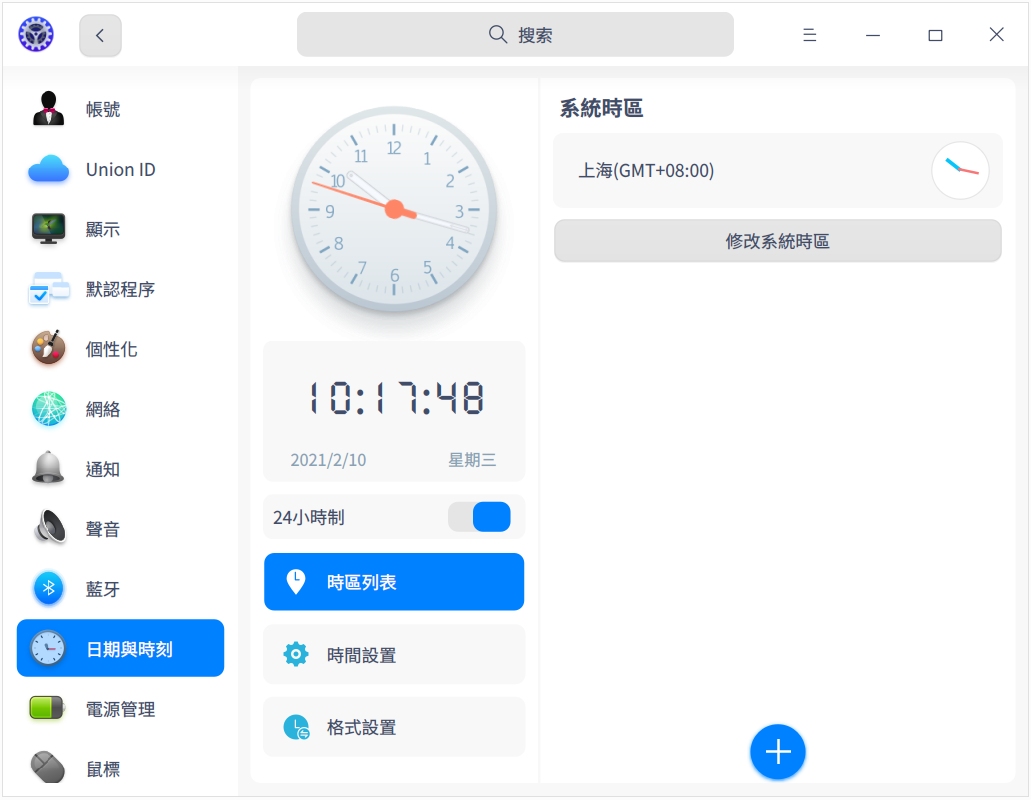 搜索
帳號
Union ID
顯示
默認程序
個性化
網絡
通知
聲音
藍牙
日期與時刻
電源管理
鼠標
12
1
2
3
4
5
6
7
8
9
10
11
10:17:48
2021/2/10 星期三
24小時制
時區列表
時間設置
格式設置
系統時區
上海(GMT+08:00)
修改系統時區